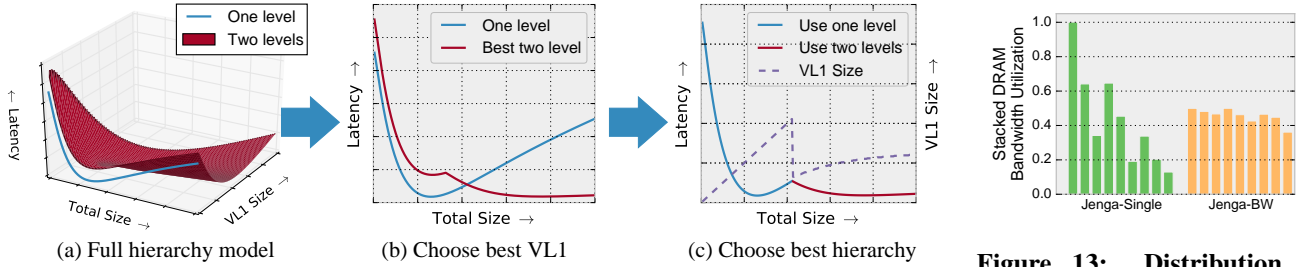 One level
Two levels
← Latency
Total Size →
VL1 Size →
(a) Full hierarchy model
One level
Best two level
Latency →
Total Size →
(b) Choose best VL1
Use one level
Use two levels
VL1 Size
Latency →
VL1 Size →
Total Size →
(c) Choose best hierarchy
Stacked DRAM
Bandwidth Utilization
1.0
0.8
0.6
0.4
0.2
0.0
Jenga-Single
Jenga-BW
Figure 13: Distribution